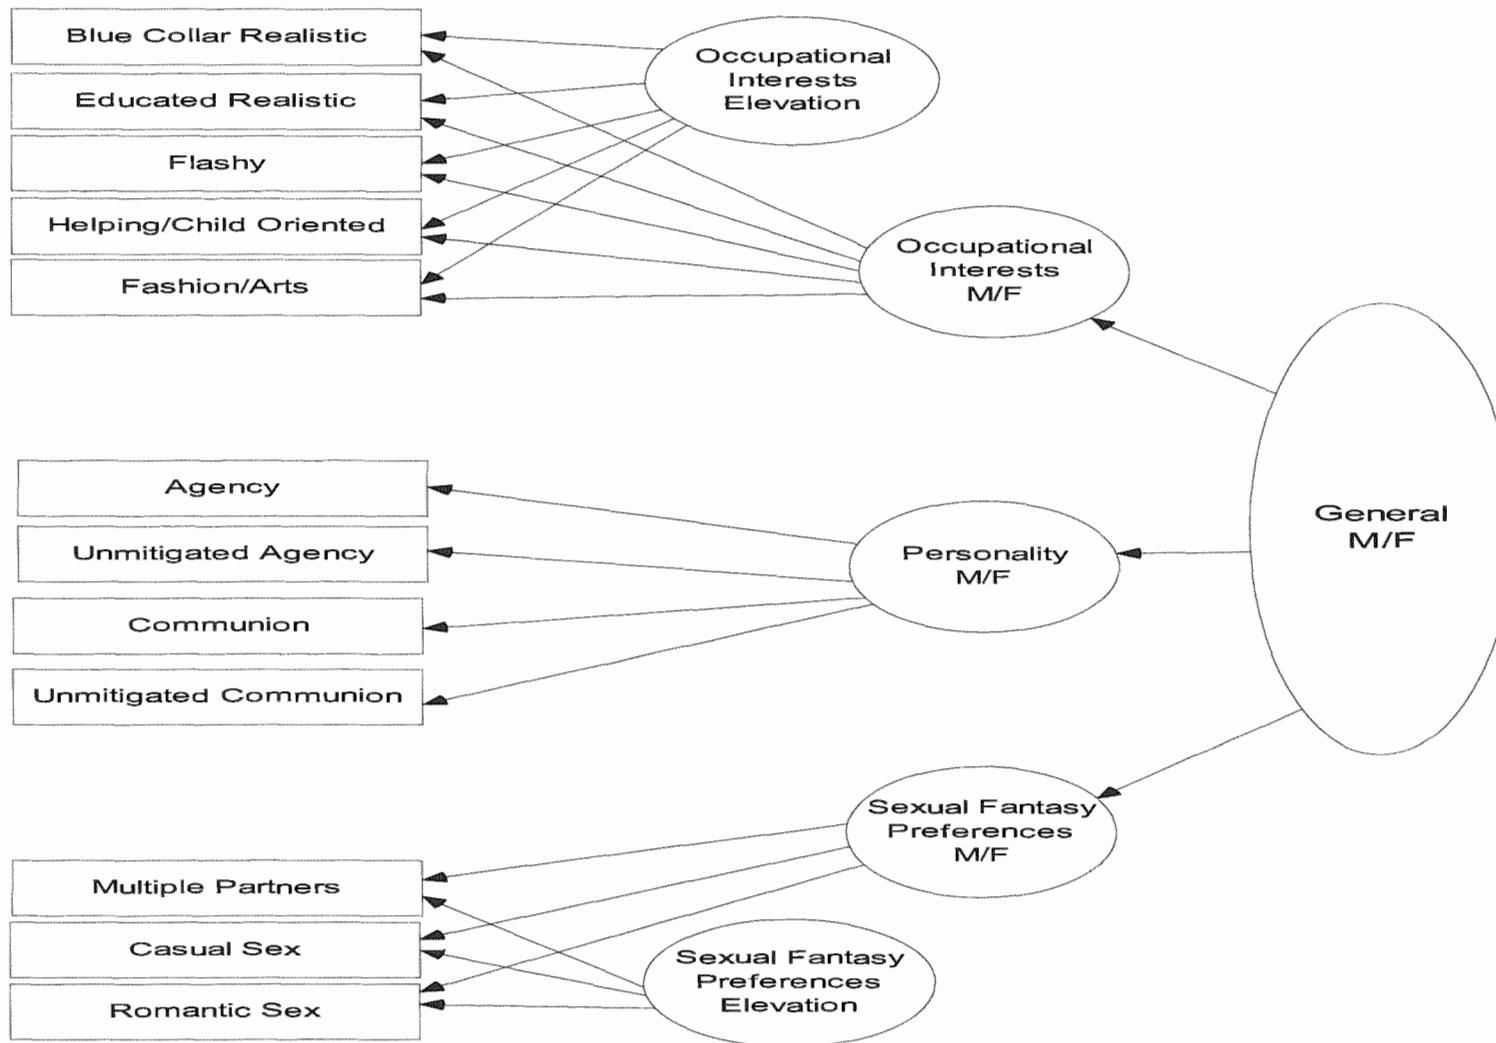 Blue Collar Realistic
Educated Realistic
Flashy
Helping/Child Oriented
Fashion/Arts
Occupational
Interests
Elevation
Occupational
Interests
M/F
Agency
Unmitigated Agency
Communion
Unmitigated Communion
Personality
M/F
General
M/F
Sexual Fantasy
Preferences
M/F
Multiple Partners
Casual Sex
Romantic Sex
Sexual Fantasy
Preferences
Elevation